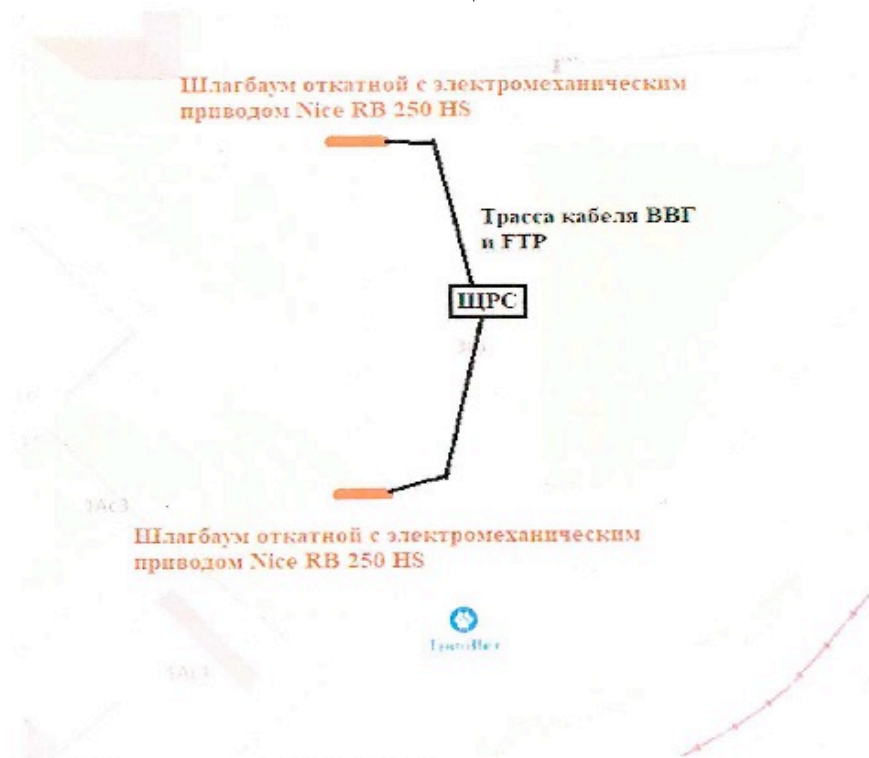 Шлагбаум откатной с электромеханическим
приводом Nice RB 250 HS
Трасса кабеля ВВГ
и FTP
ЩРС
1Ас3
Шлагбаум откатной с электромеханическим
приводом Nice RB 250 HS